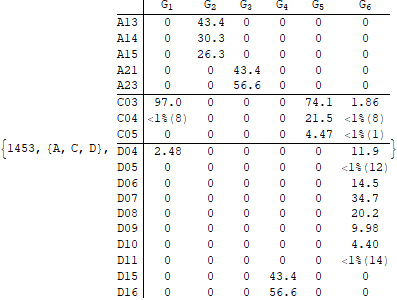 G1 G2 G3 G4 G5 G6
A13 0 43.4 0 0 0 0
A14 0 30.3 0 0 0 0
A15 0 26.3 0 0 0 0
A21 0 0 43.4 0 0 0
A23 0 0 56.6 0 0 0
C03 97.0 0 0 0 74.1 1.86
C04 <1%(8) 0 0 0 21.5 <1%(8)
C05 0 0 0 0 4.47 <1%(1)
{1453, {A, C, D}, D04 2.48 0 0 0 0 11.9 }
D05 0 0 0 0 0 <1%(12)
D06 0 0 0 0 0 14.5
D07 0 0 0 0 0 34.7
D08 0 0 0 0 0 20.2
D09 0 0 0 0 0 9.98
D10 0 0 0 0 0 4.40
D11 0 0 0 0 0 <1%(14)
D15 0 0 0 43.4 0 0
D16 0 0 0 56.6 0 0